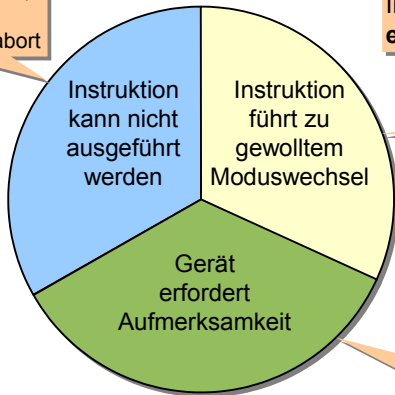 abort
Instruktion
kann nicht
ausgeführt
werden
Instruktion
führt zu
gewolltem
Moduswechsel
Gerät
erfordert
Aufmerksamkeit